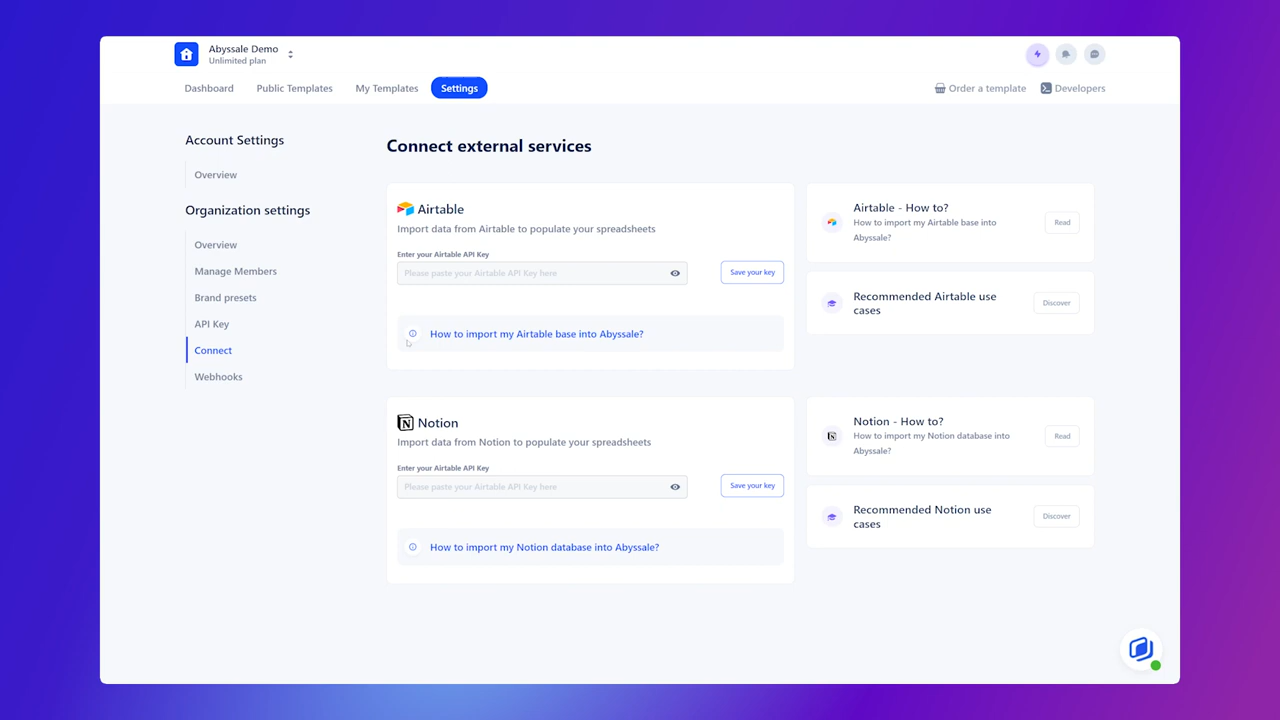 Abyssale Demo
Unlimited plan
Dashboard
Public Templates
My Templates
Settings
Order a template
Developers
Account Settings
Overview
Organization settings
Overview
Manage Members
Brand presets
API Key
Connect
Webhooks
Connect external services
Airtable
Import data from Airtable to populate your spreadsheets
Enter your Airtable API Key
Please paste your Airtable API Key here
Save your key
How to import my Airtable base into Abyssale?
Airtable - How to?
How to import my Airtable base into
Abyssale?
Read
Recommended Airtable use
cases
Discover
Notion
Import data from Notion to populate your spreadsheets
Enter your Airtable API Key
Please paste your Airtable API Key here
Save your key
How to import my Notion database into Abyssale?
Notion - How to?
How to import my Notion database into
Abyssale?
Read
Recommended Notion use
cases
Discover